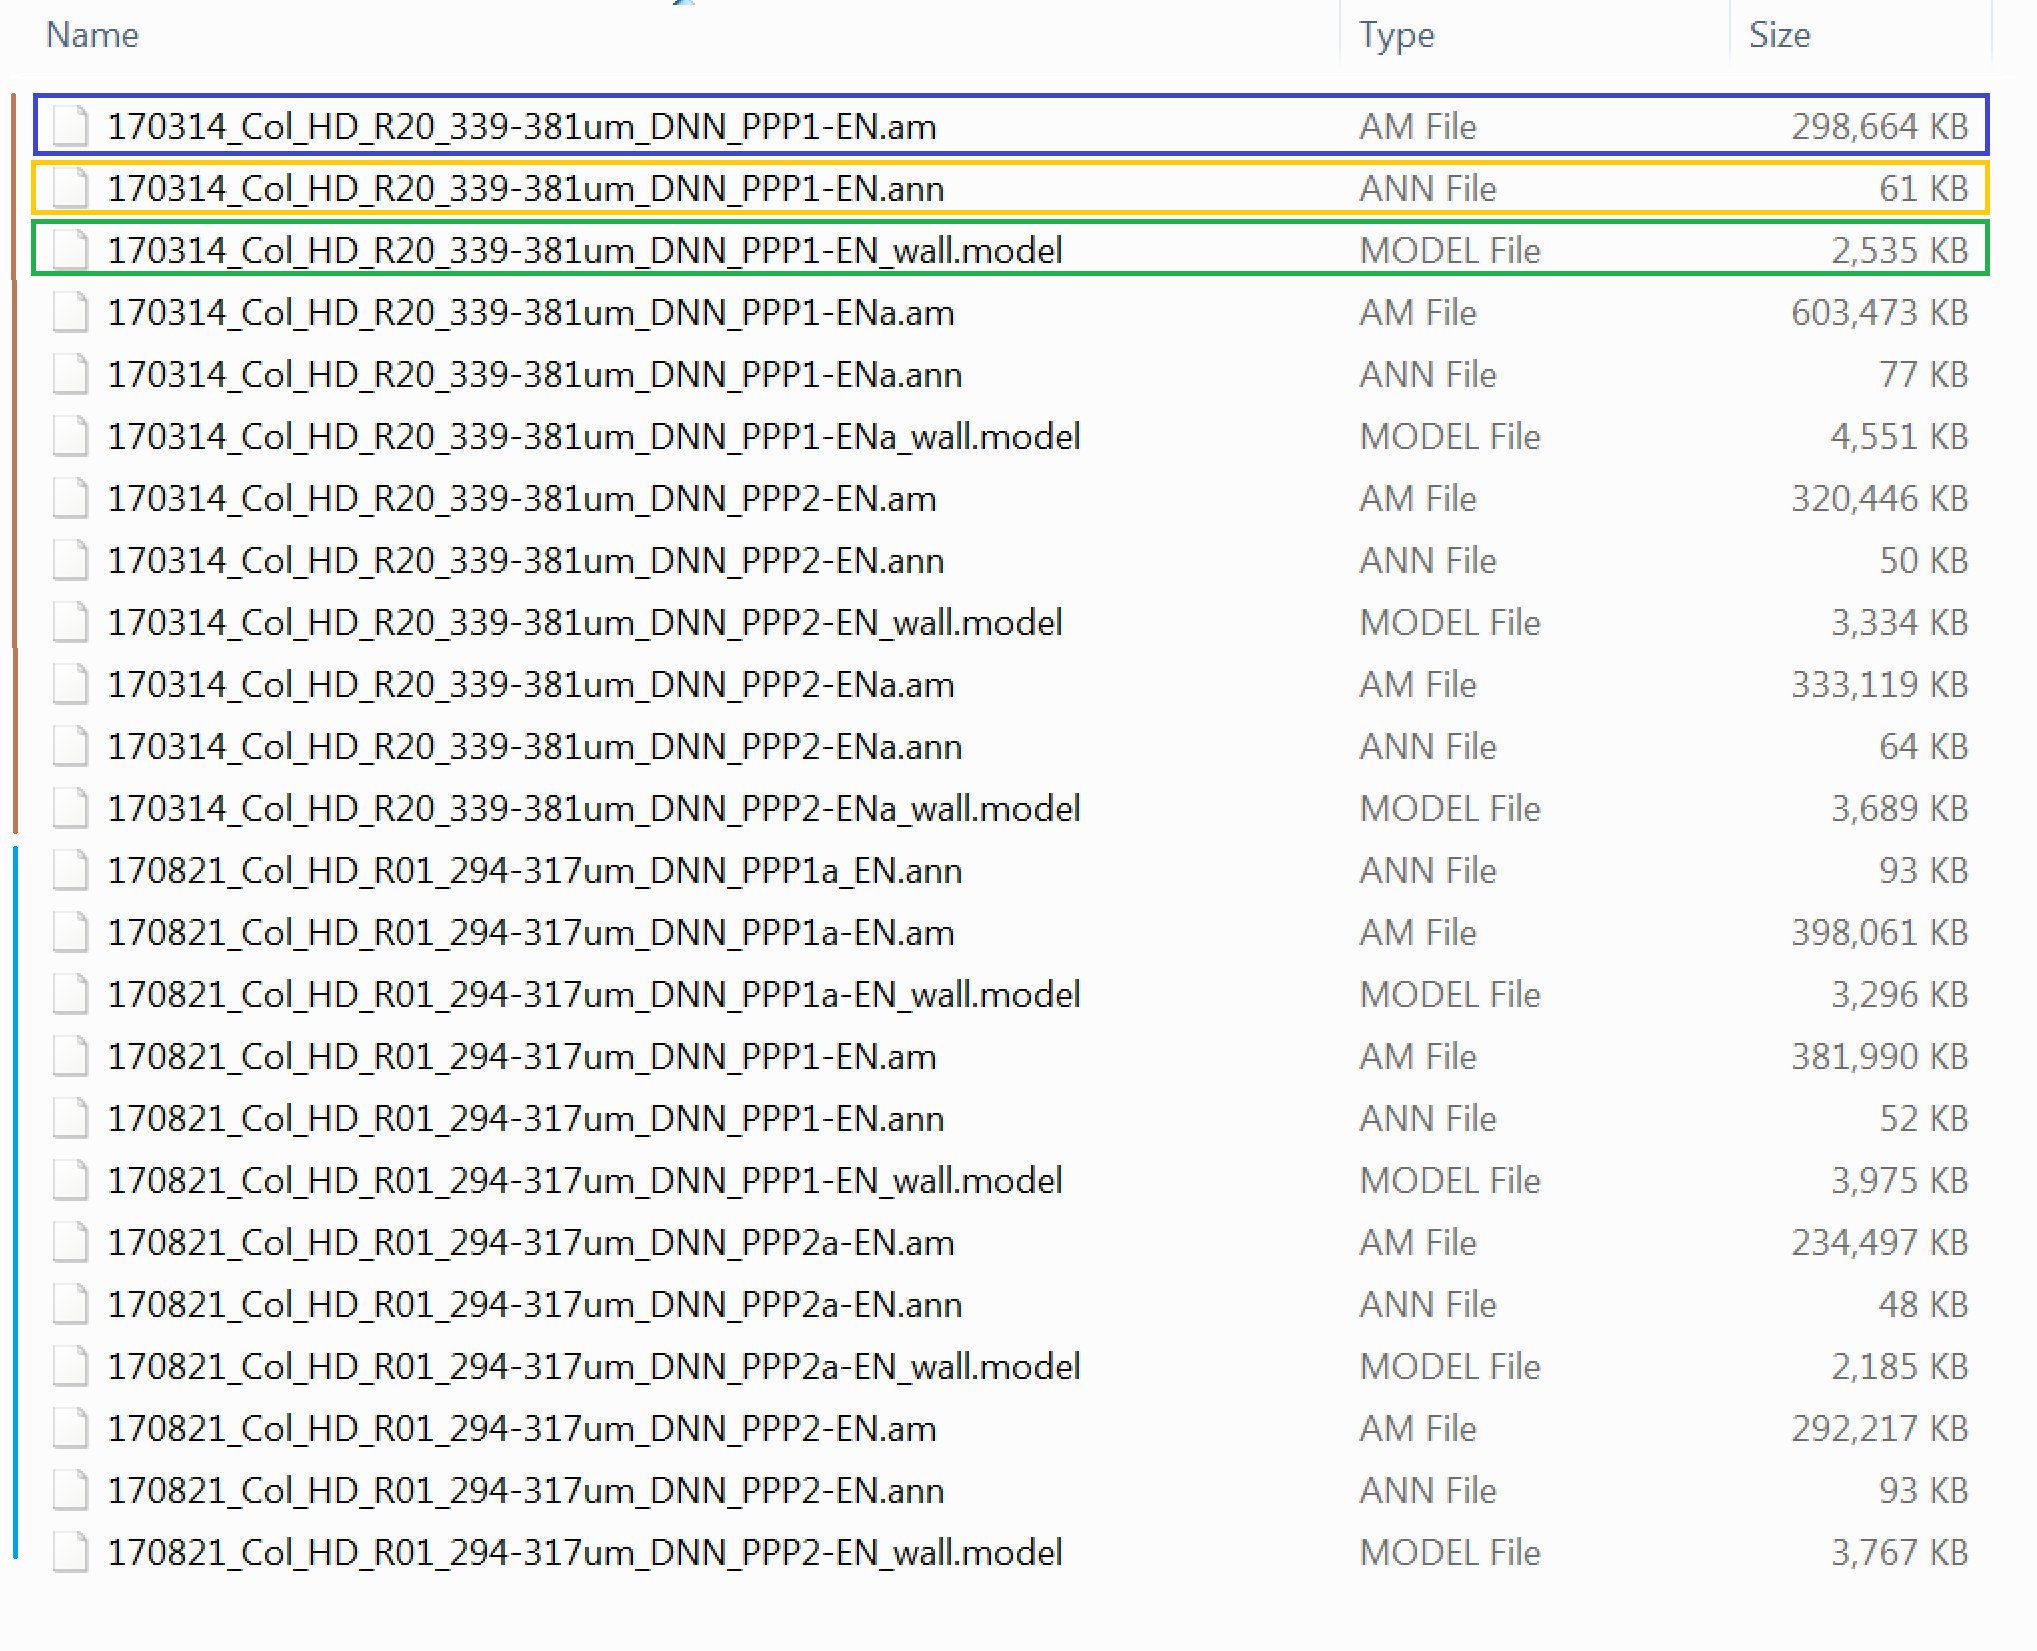 Name Type Size
170314_Col_HD_R20_339-381um_DNN_PPP1-EN.am AM File 298,664 KB
170314_Col_HD_R20_339-381um_DNN_PPP1-EN.ann ANN File 61 KB
170314_Col_HD_R20_339-381um_DNN_PPP1-EN_wall.model MODEL File 2,535 KB
170314_Col_HD_R20_339-381um_DNN_PPP1-ENa.am AM File 603,473 KB
170314_Col_HD_R20_339-381um_DNN_PPP1-ENa.ann ANN File 77 KB
170314_Col_HD_R20_339-381um_DNN_PPP1-ENa_wall.model MODEL File 4,551 KB
170314_Col_HD_R20_339-381um_DNN_PPP2-EN.am AM File 320,446 KB
170314_Col_HD_R20_339-381um_DNN_PPP2-EN.ann ANN File 50 KB
170314_Col_HD_R20_339-381um_DNN_PPP2-EN_wall.model MODEL File 3,334 KB
170314_Col_HD_R20_339-381um_DNN_PPP2-ENa.am AM File 333,119 KB
170314_Col_HD_R20_339-381um_DNN_PPP2-ENa.ann ANN File 64 KB
170314_Col_HD_R20_339-381um_DNN_PPP2-ENa_wall.model MODEL File 3,689 KB
170821_Col_HD_R01_294-317um_DNN_PPP1a_EN.ann ANN File 93 KB
170821_Col_HD_R01_294-317um_DNN_PPP1a-EN.am AM File 398,061 KB
170821_Col_HD_R01_294-317um_DNN_PPP1a-EN_wall.model MODEL File 3,296 KB
170821_Col_HD_R01_294-317um_DNN_PPP1-EN.am AM File 381,990 KB
170821_Col_HD_R01_294-317um_DNN_PPP1-EN.ann ANN File 52 KB
170821_Col_HD_R01_294-317um_DNN_PPP1-EN_wall.model MODEL File 3,975 KB
170821_Col_HD_R01_294-317um_DNN_PPP2a-EN.am AM File 234,497 KB
170821_Col_HD_R01_294-317um_DNN_PPP2a-EN.ann ANN File 48 KB
170821_Col_HD_R01_294-317um_DNN_PPP2a-EN_wall.model MODEL File 2,185 KB
170821_Col_HD_R01_294-317um_DNN_PPP2-EN.am AM File 292,217 KB
170821_Col_HD_R01_294-317um_DNN_PPP2-EN.ann ANN File 93 KB
170821_Col_HD_R01_294-317um_DNN_PPP2-EN_wall.model MODEL File 3,767 KB